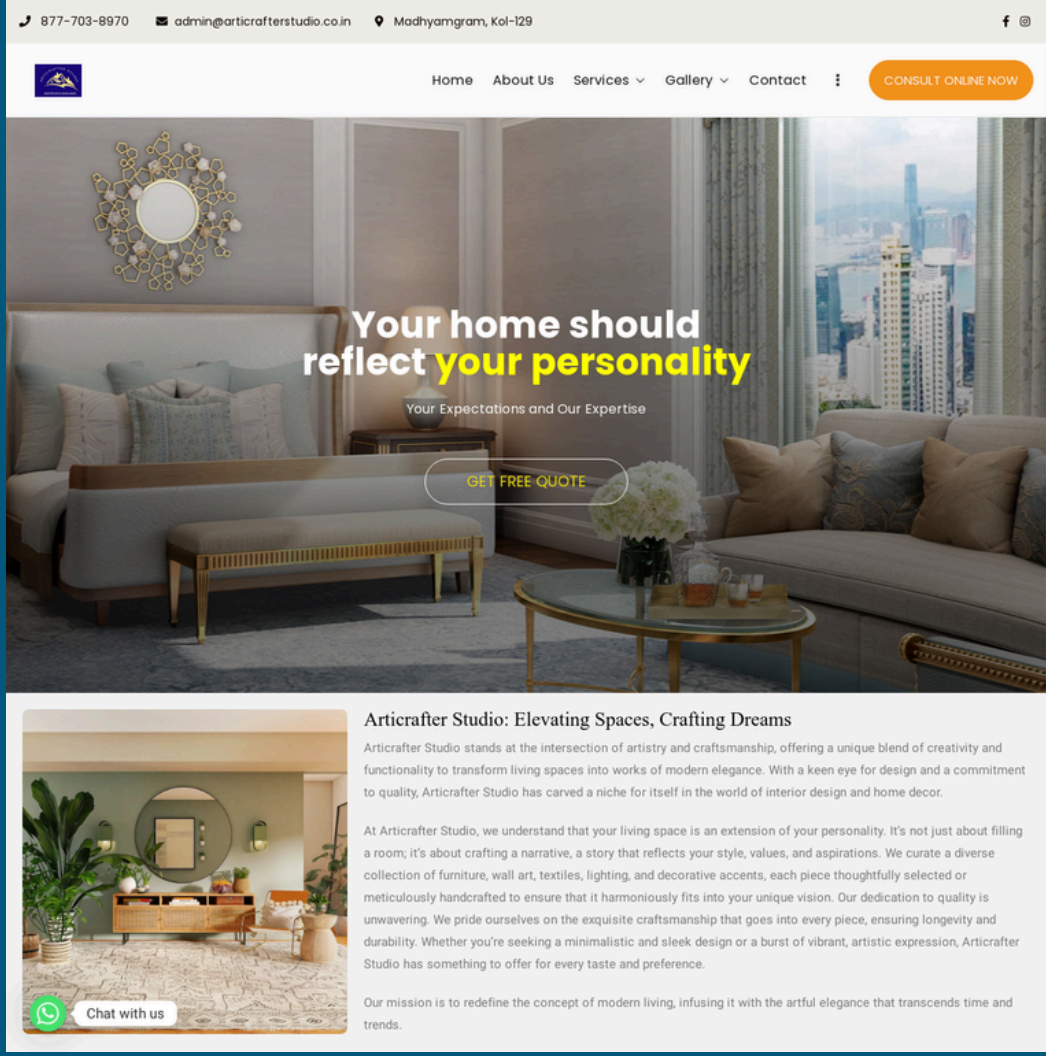 877-703-8970 admin@articrafterstudio.co.in Madhyamgram, Kol-129
Home About Us Services Gallery Contact CONSULT ONLINE NOW
Your home should
reflect your personality
Your Expectations and Our Expertise
GET FREE QUOTE
Articrafter Studio: Elevating Spaces, Crafting Dreams
Articrafter Studio stands at the intersection of artistry and craftsmanship, offering a unique blend of creativity and
functionality to transform living spaces into works of modern elegance. With a keen eye for design and a commitment
to quality, Articrafter Studio has carved a niche for itself in the world of interior design and home decor.
At Articrafter Studio, we understand that your living space is an extension of your personality. It's not just about filling
a room; it's about crafting a narrative, a story that reflects your style, values, and aspirations. We curate a diverse
collection of furniture, wall art, textiles, lighting, and decorative accents, each piece thoughtfully selected or
meticulously handcrafted to ensure that it harmoniously fits into your unique vision. Our dedication to quality is
unwavering. We pride ourselves on the exquisite craftsmanship that goes into every piece, ensuring longevity and
durability. Whether you're seeking a minimalistic and sleek design or a burst of vibrant, artistic expression, Articrafter
Studio has something to offer for every taste and preference.
Our mission is to redefine the concept of modern living, infusing it with the artful elegance that transcends time and
trends.
Chat with us